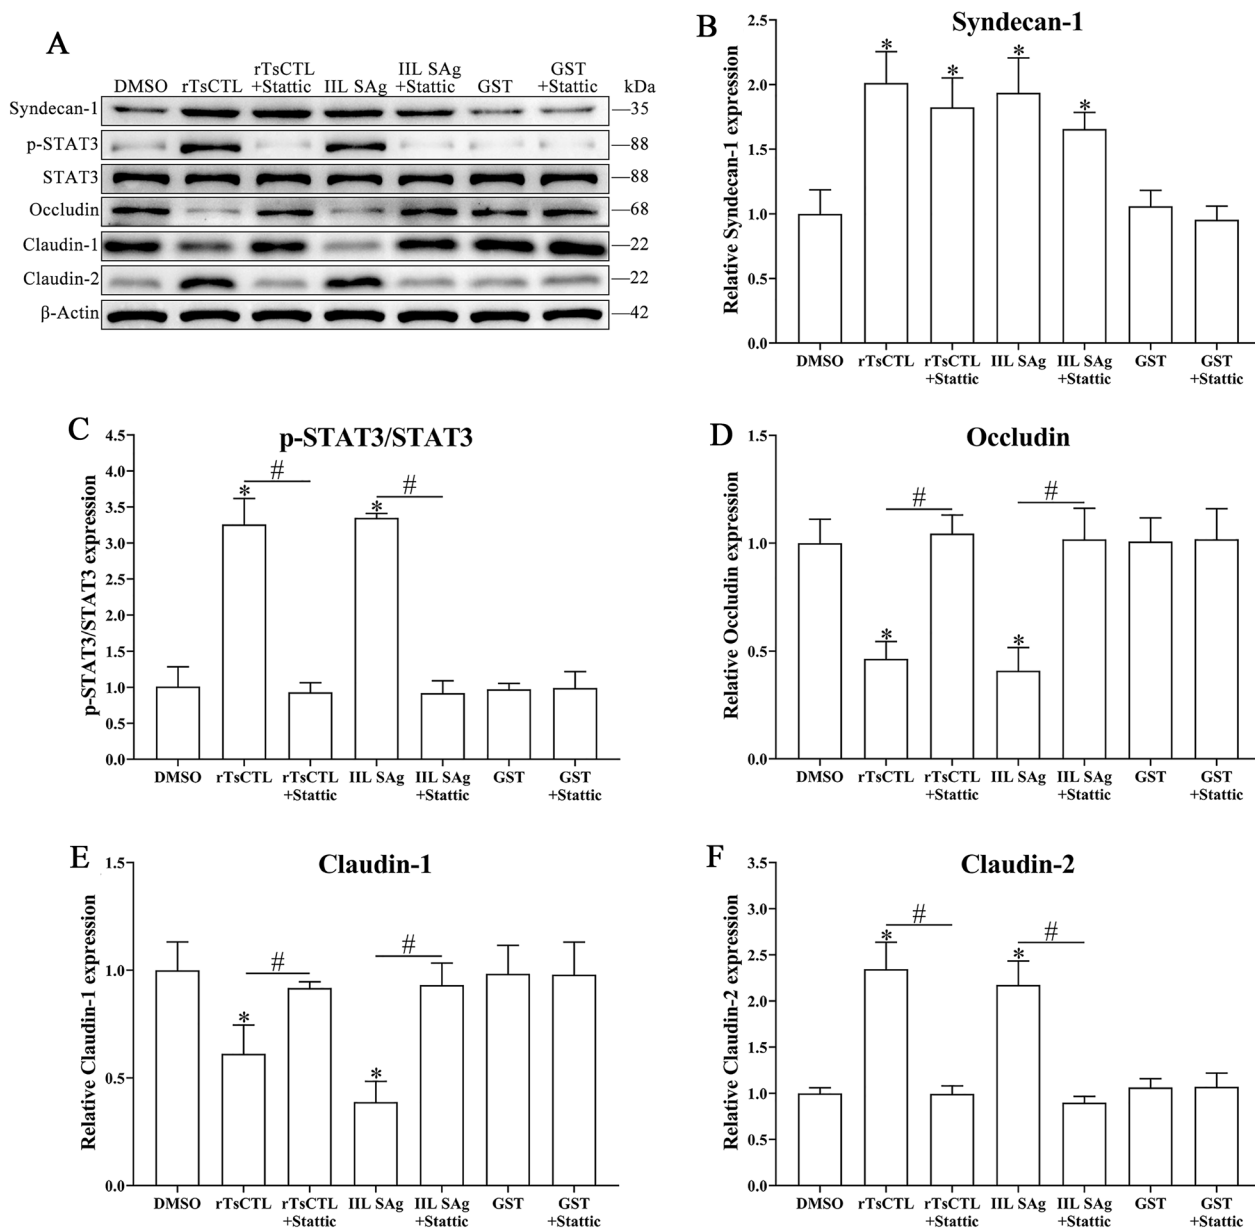 A
DMSO rTsCTL rTsCTL +Stattic IIL SAg IIL SAg +Stattic GST GST +Stattic kDa
Syndecan-1 35
p-STAT3 88
STAT3 88
Occludin 68
Claudin-1 22
Claudin-2 22
β-Actin 42
B
Syndecan-1
Relative Syndecan-1 expression
2.5
2.0
1.5
1.0
0.5
0.0
* * * *
DMSO rTsCTL rTsCTL +Stattic IIL SAg IIL SAg +Stattic GST GST +Stattic
C
p-STAT3/STAT3
p-STAT3/STAT3 expression
4.5
4.0
3.5
3.0
2.5
2.0
1.5
1.0
0.5
0.0
* # * #
DMSO rTsCTL rTsCTL +Stattic IIL SAg IIL SAg +Stattic GST GST +Stattic
D
Occludin
Relative Occludin expression
1.5
1.0
0.5
0.0
* # * #
DMSO rTsCTL rTsCTL +Stattic IIL SAg IIL SAg +Stattic GST GST +Stattic
E
Claudin-1
Relative Claudin-1 expression
1.5
1.0
0.5
0.0
* # * #
DMSO rTsCTL rTsCTL +Stattic IIL SAg IIL SAg +Stattic GST GST +Stattic
F
Claudin-2
Relative Claudin-2 expression
3.5
3.0
2.5
2.0
1.5
1.0
0.5
0.0
* # * #
DMSO rTsCTL rTsCTL +Stattic IIL SAg IIL SAg +Stattic GST GST +Stattic